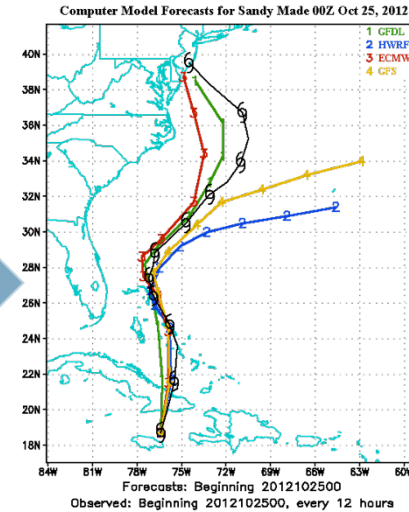 Computer Model Forecasts for Sandy Made 00Z Oct 25, 2012
1 GFDL
2 HWRF
3 ECMW
4 GFS
40N
38N
36N
34N
32N
30N
28N
26N
24N
22N
20N
18N
84W 81W 78W 75W 72W 69W 66W 63W 60W
Forecasts: Beginning 2012102500
Observed: Beginning 2012102500, every 12 hours